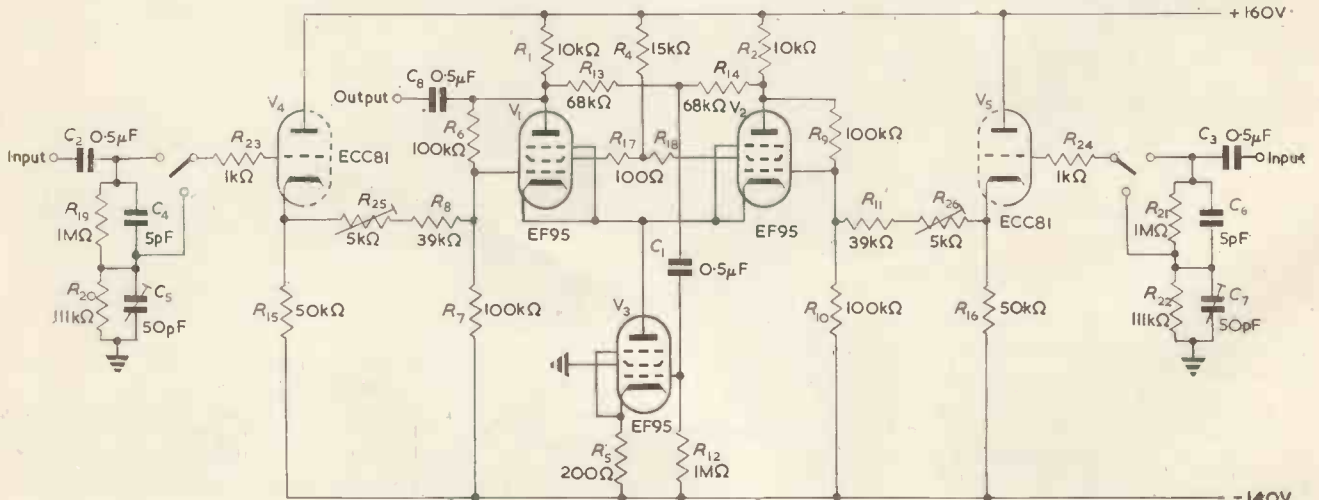 +160V
R1
10kΩ
R4
15kΩ
R2
10kΩ
R13
68kΩ
R14
68kΩ
C8 0·5μF
Output
V4
V1
V2
V5
C2 0·5μF
Input
R23
1kΩ
ECC81
R6
100kΩ
R17
R18
100Ω
R9
100kΩ
R24
1kΩ
C3 0·5μF
Input
R19
1MΩ
C4
5pF
R25
5kΩ
R8
39kΩ
EF95
EF95
R11
39kΩ
R26
5kΩ
ECC81
R21
1MΩ
C6
5pF
C1
0·5μF
R20
111kΩ
C5
50pF
R15
50kΩ
R7
100kΩ
V3
R10
100kΩ
R16
50kΩ
R22
111kΩ
C7
50pF
EF95
R5
200Ω
R12
1MΩ
-140V